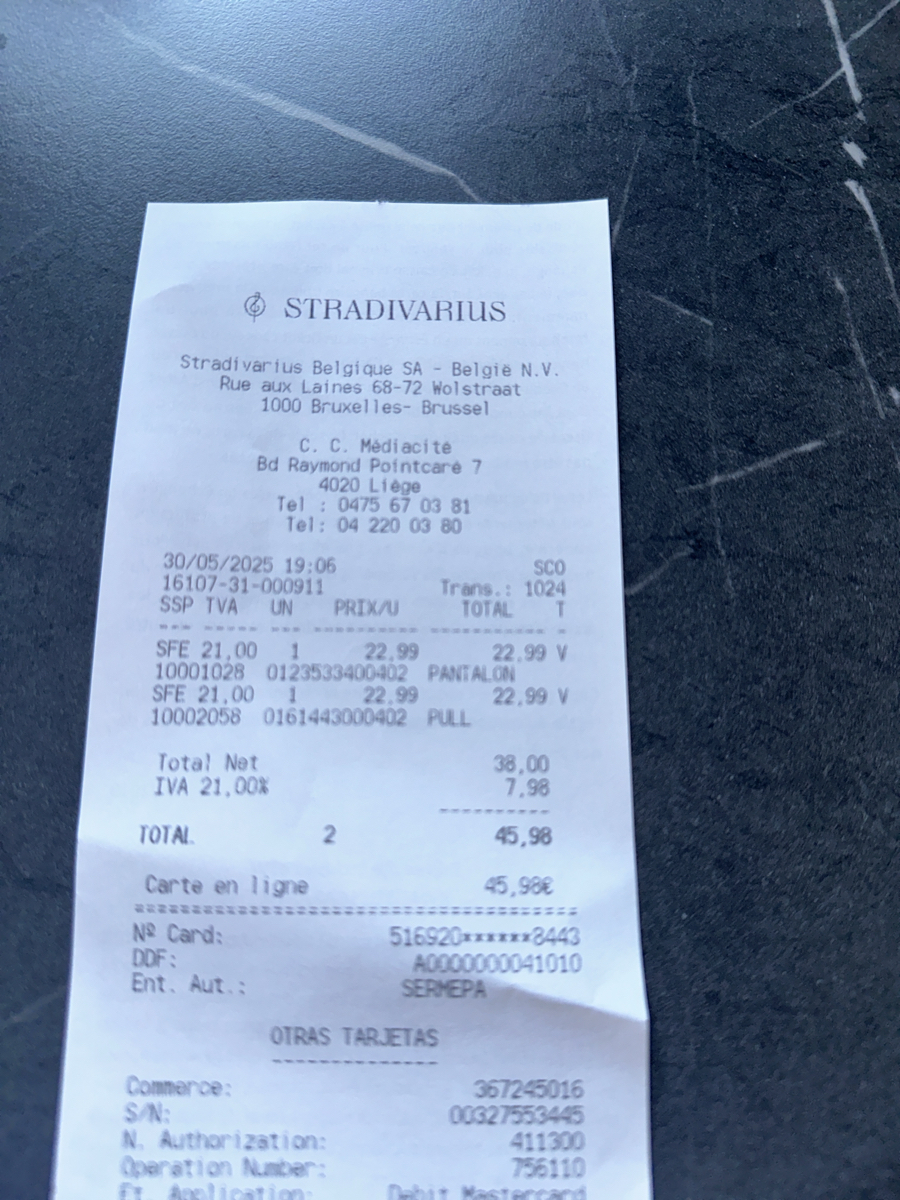 STRADIVARIUS
Stradivarius Belgique SA - België N.V.
Rue aux Laines 68-72 Wolstraat
1000 Bruxelles- Brussel
C. C. Médiacité
Bd Raymond Pointcaré 7
4020 Liège
Tel : 0475 67 03 81
Tel: 04 220 03 80
30/05/2025 19:06 SCO
16107-31-000911 Trans.: 1024
SSP TVA UN PRIX/U TOTAL T
--- ----- --- ---------- ----------- -
SFE 21,00 1 22,99 22,99 V
10001028 0123533400402 PANTALON
SFE 21,00 1 22,99 22,99 V
10002058 0161443000402 PULL
Total Net 38,00
IVA 21,00% 7,98
----------
TOTAL 2 45,98
Carte en ligne 45,98€
========================================
Nº Card: 516920******8443
DDF: A0000000041010
Ent. Aut.: SERMEPA
OTRAS TARJETAS
---------------
Commerce: 367245016
S/N: 00327553445
N. Authorization: 411300
Operation Number: 756110
Et. Application: Debit Mastercard